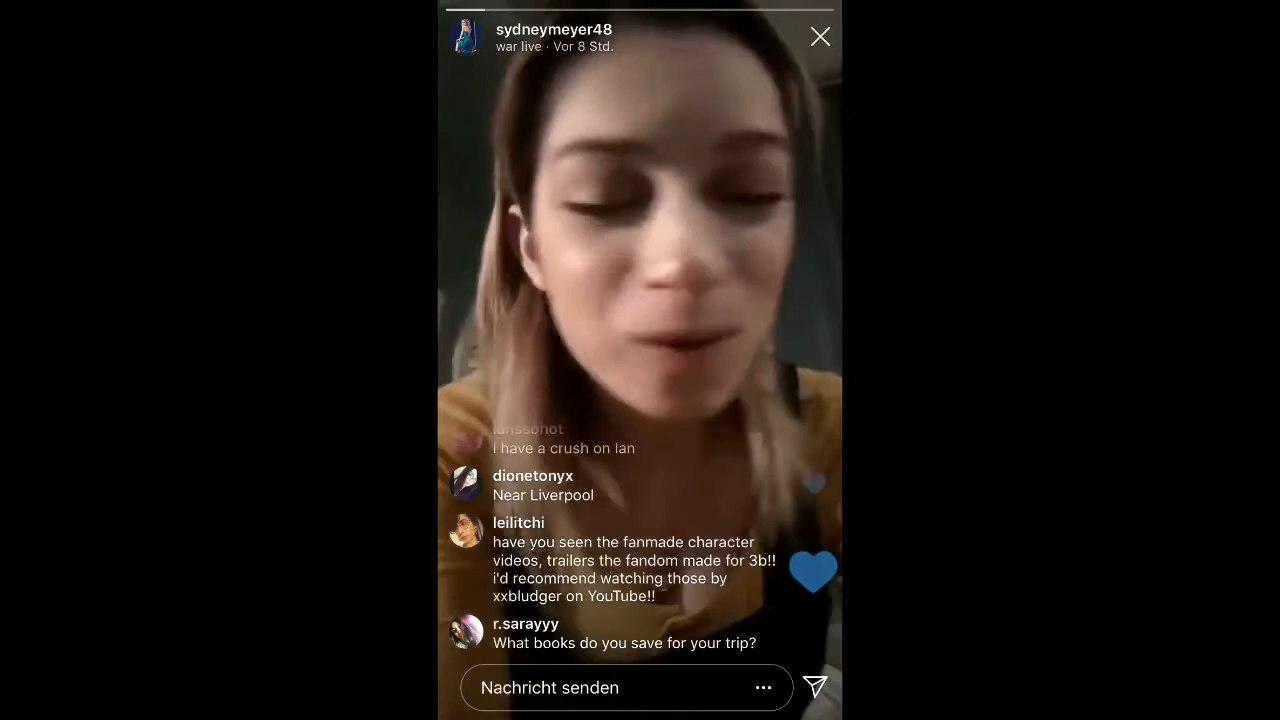 sydneymeyer48
war live · Vor 8 Std.
I have a crush on Ian
dionetonyx
Near Liverpool
leilitchi
have you seen the fanmade character
videos, trailers the fandom made for 3b!!
i'd recommend watching those by
xxbludger on YouTube!!
r.sarayyy
What books do you save for your trip?
Nachricht senden